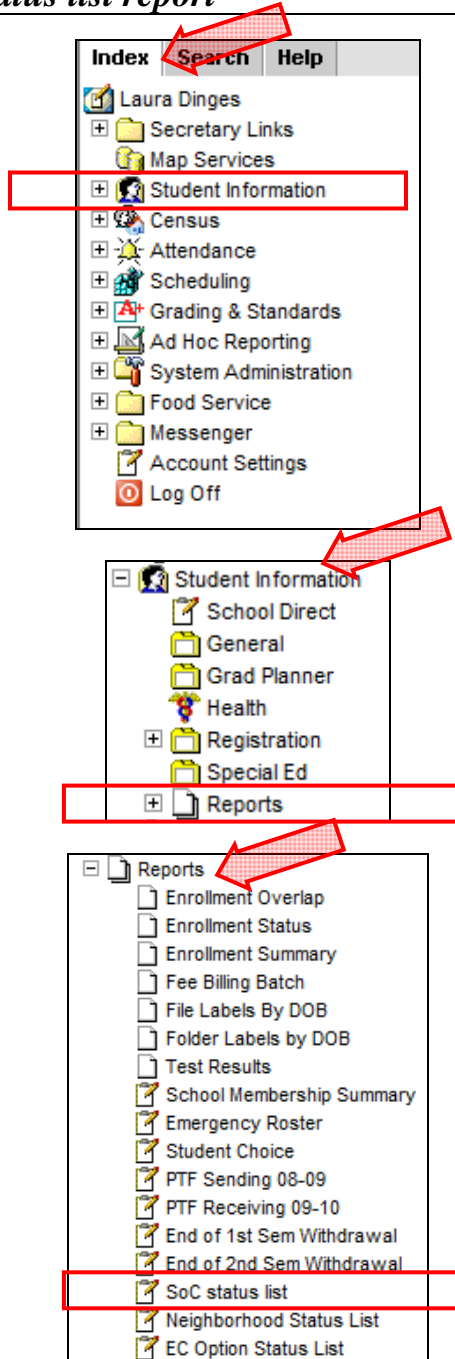 status list report
Index Search Help
Laura Dinges
Secretary Links
Map Services
Student Information
Census
Attendance
Scheduling
Grading & Standards
Ad Hoc Reporting
System Administration
Food Service
Messenger
Account Settings
Log Off
Student Information
School Direct
General
Grad Planner
Health
Registration
Special Ed
Reports
Reports
Enrollment Overlap
Enrollment Status
Enrollment Summary
Fee Billing Batch
File Labels By DOB
Folder Labels by DOB
Test Results
School Membership Summary
Emergency Roster
Student Choice
PTF Sending 08-09
PTF Receiving 09-10
End of 1st Sem Withdrawal
End of 2nd Sem Withdrawal
SoC status list
Neighborhood Status List
EC Option Status List